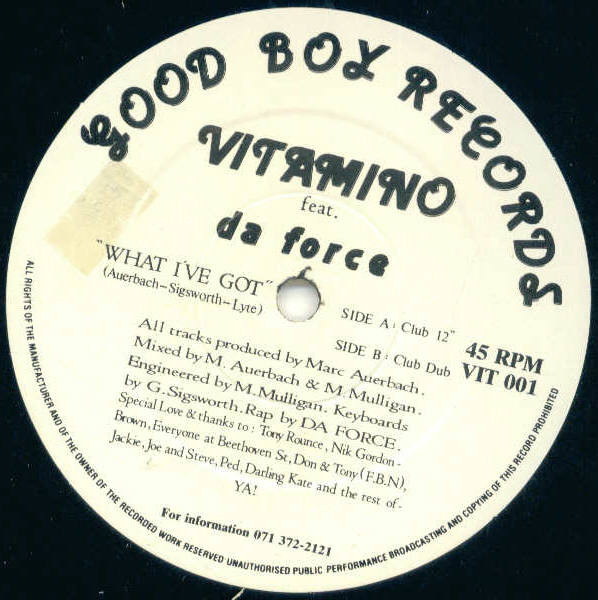 GOOD BOY RECORDS
VITAMINO
feat.
da force
"WHAT I'VE GOT"
(Auerbach-Sigsworth-Lyte)
SIDE A: Club 12"
SIDE B: Club Dub
45 RPM
VIT 001
All tracks produced by Marc Auerbach.
Mixed by M. Auerbach & M. Mulligan.
Engineered by M. Mulligan. Keyboards
by G. Sigsworth. Rap by DA FORCE.
Special Love & thanks to: Tony Rounce, Nik Gordon-
Brown, Everyone at Beethoven St, Don & Tony (F.B.N),
Jackie, Joe and Steve, Ped, Darling Kate and the rest of-
YA!
For information 071 372-2121
ALL RIGHTS OF THE MANUFACTURER AND OF THE OWNER OF THE RECORDED WORK RESERVED UNAUTHORISED PUBLIC PERFORMANCE BROADCASTING AND COPYING OF THIS RECORD PROHIBITED